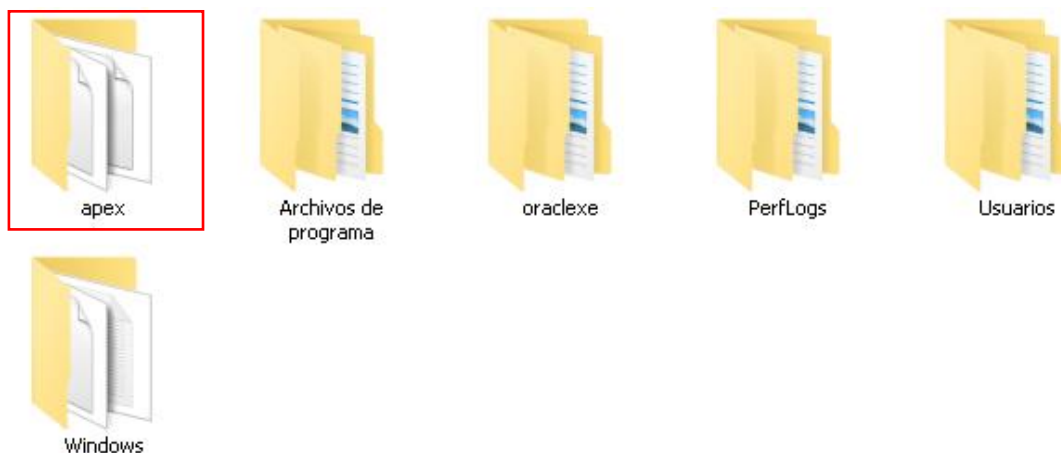 apex
Archivos de
programa
oraclexe
PerfLogs
Usuarios
Windows